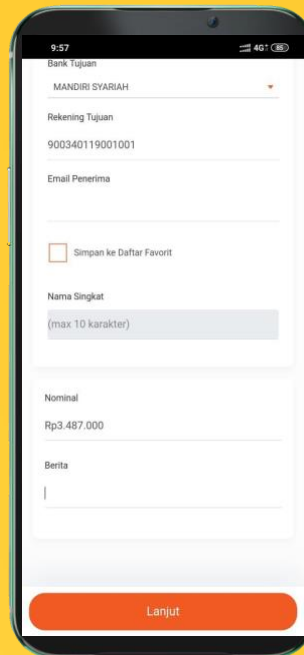 9:57
4G
85
Bank Tujuan
MANDIRI SYARIAH
Rekening Tujuan
900340119001001
Email Penerima
Simpan ke Daftar Favorit
Nama Singkat
(max 10 karakter)
Nominal
Rp3.487.000
Berita
Lanjut